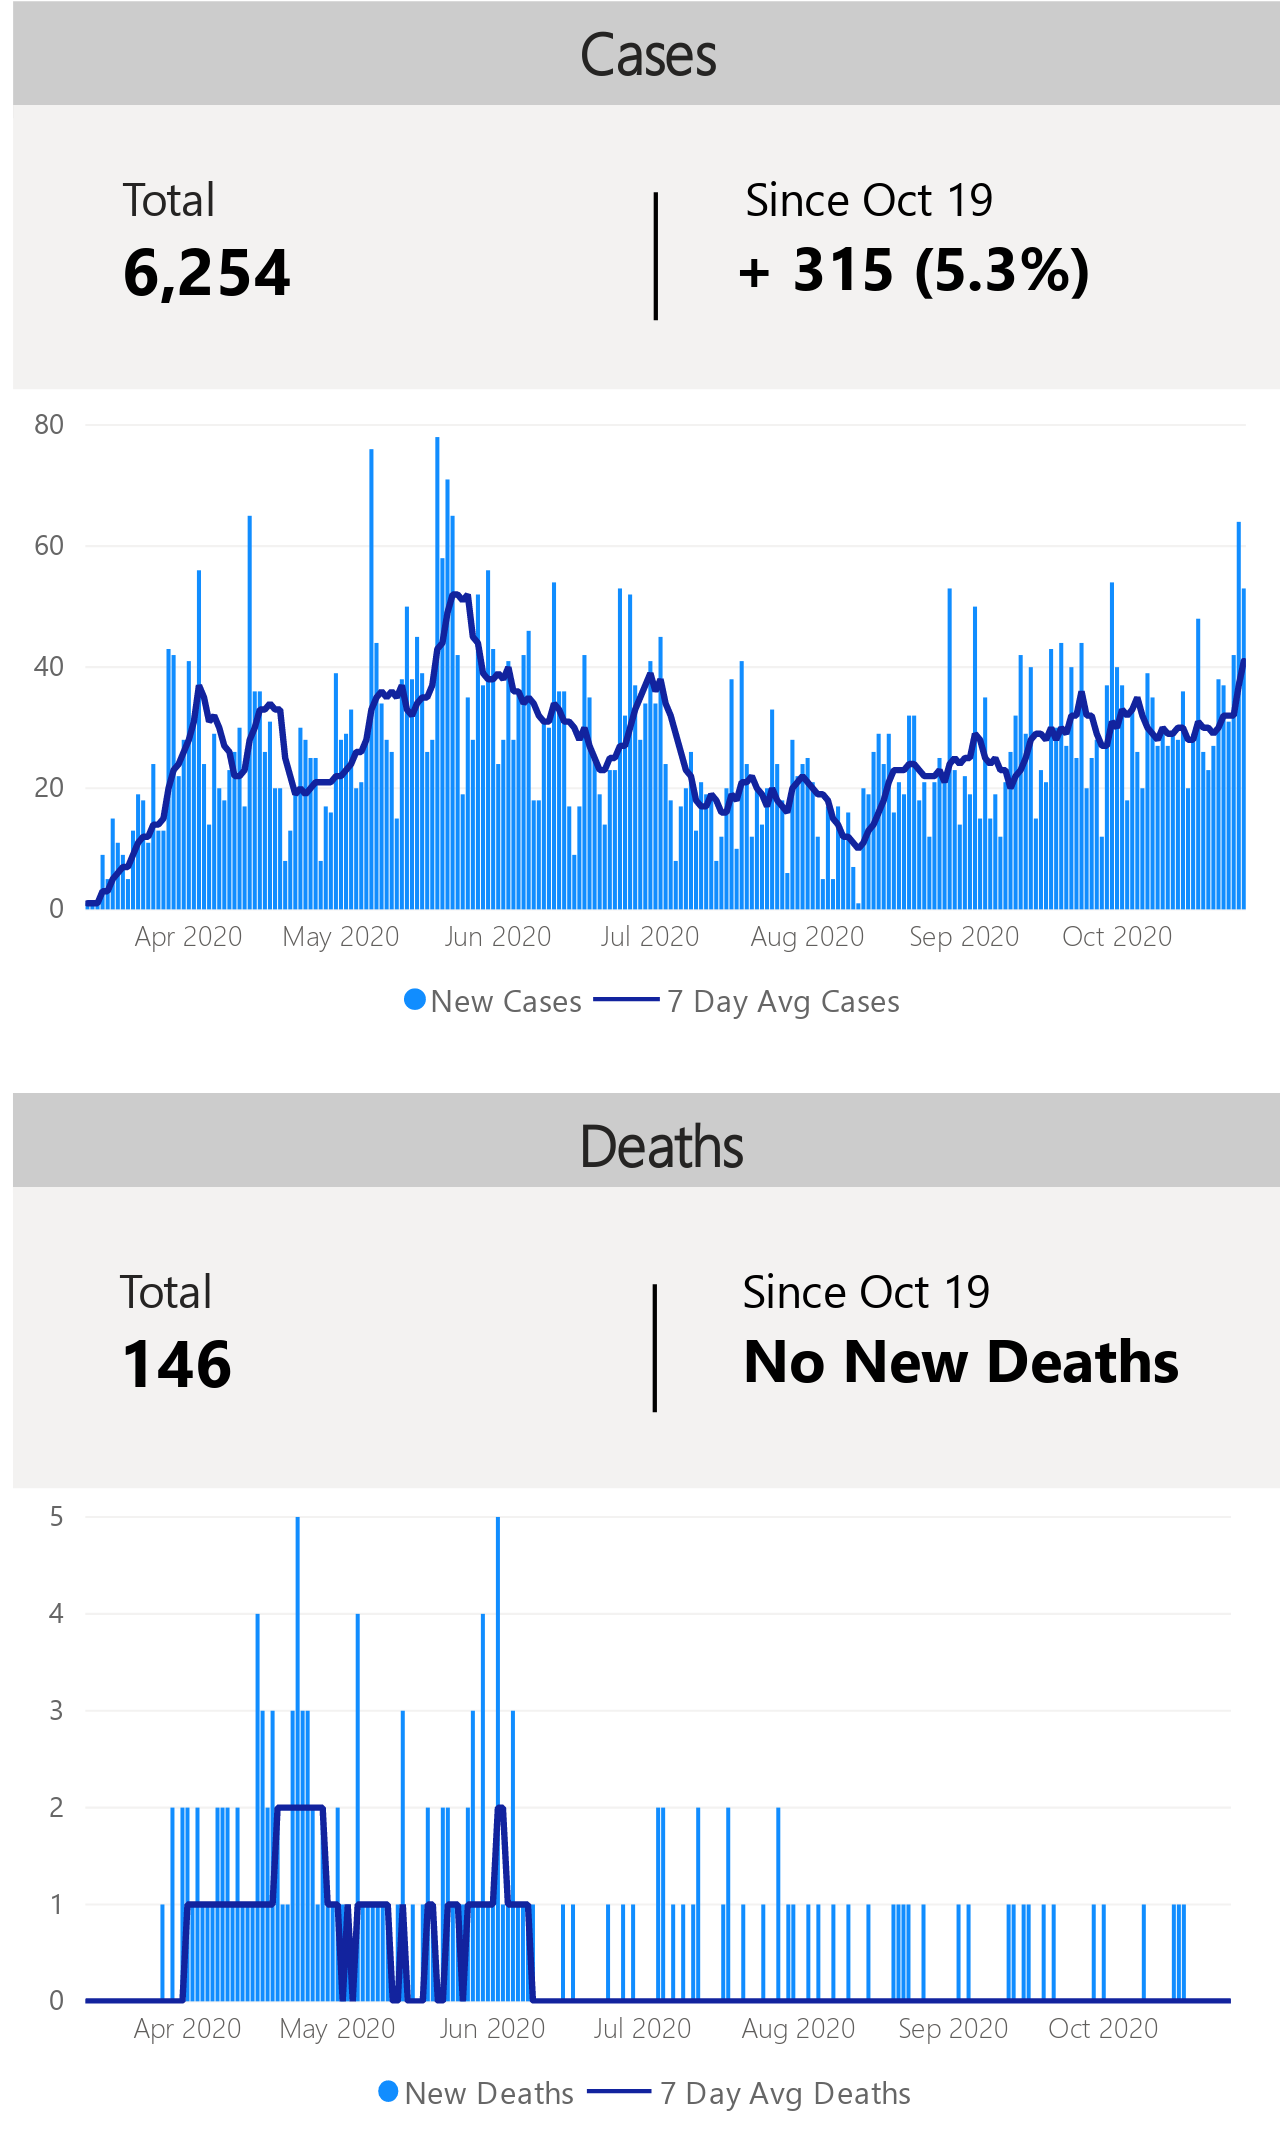 Cases
Total
Since Oct 19
6,254
+ 315 (5.3%)
80
60
40
20
0
Apr 2020 May 2020 Jun 2020 Jul 2020 Aug 2020 Sep 2020 Oct 2020
New Cases 7 Day Avg Cases
Deaths
Total
Since Oct 19
146
No New Deaths
5
4
3
2
1
0
Apr 2020 May 2020 Jun 2020 Jul 2020 Aug 2020 Sep 2020 Oct 2020
New Deaths 7 Day Avg Deaths